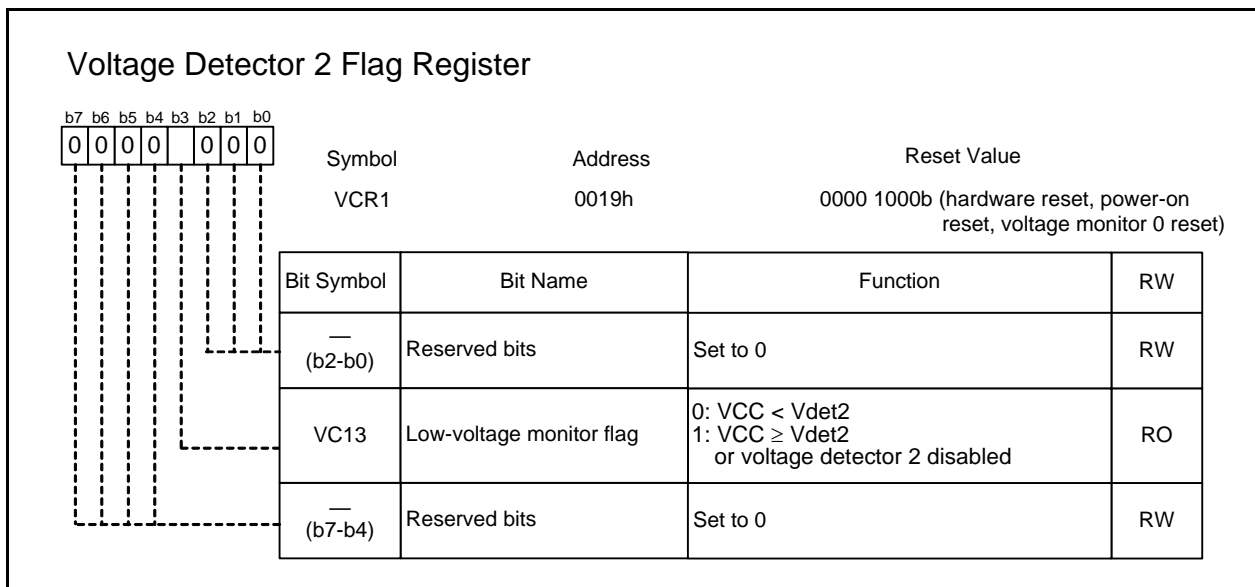 Voltage Detector 2 Flag Register
b7 b6 b5 b4 b3 b2 b1 b0
0 0 0 0 0 0 0
Symbol Address Reset Value
VCR1 0019h 0000 1000b (hardware reset, power-on
reset, voltage monitor 0 reset)
Bit Symbol Bit Name Function RW
—
(b2-b0) Reserved bits Set to 0 RW
0: VCC < Vdet2
VC13 Low-voltage monitor flag 1: VCC ≥ Vdet2 RO
or voltage detector 2 disabled
—
(b7-b4) Reserved bits Set to 0 RW